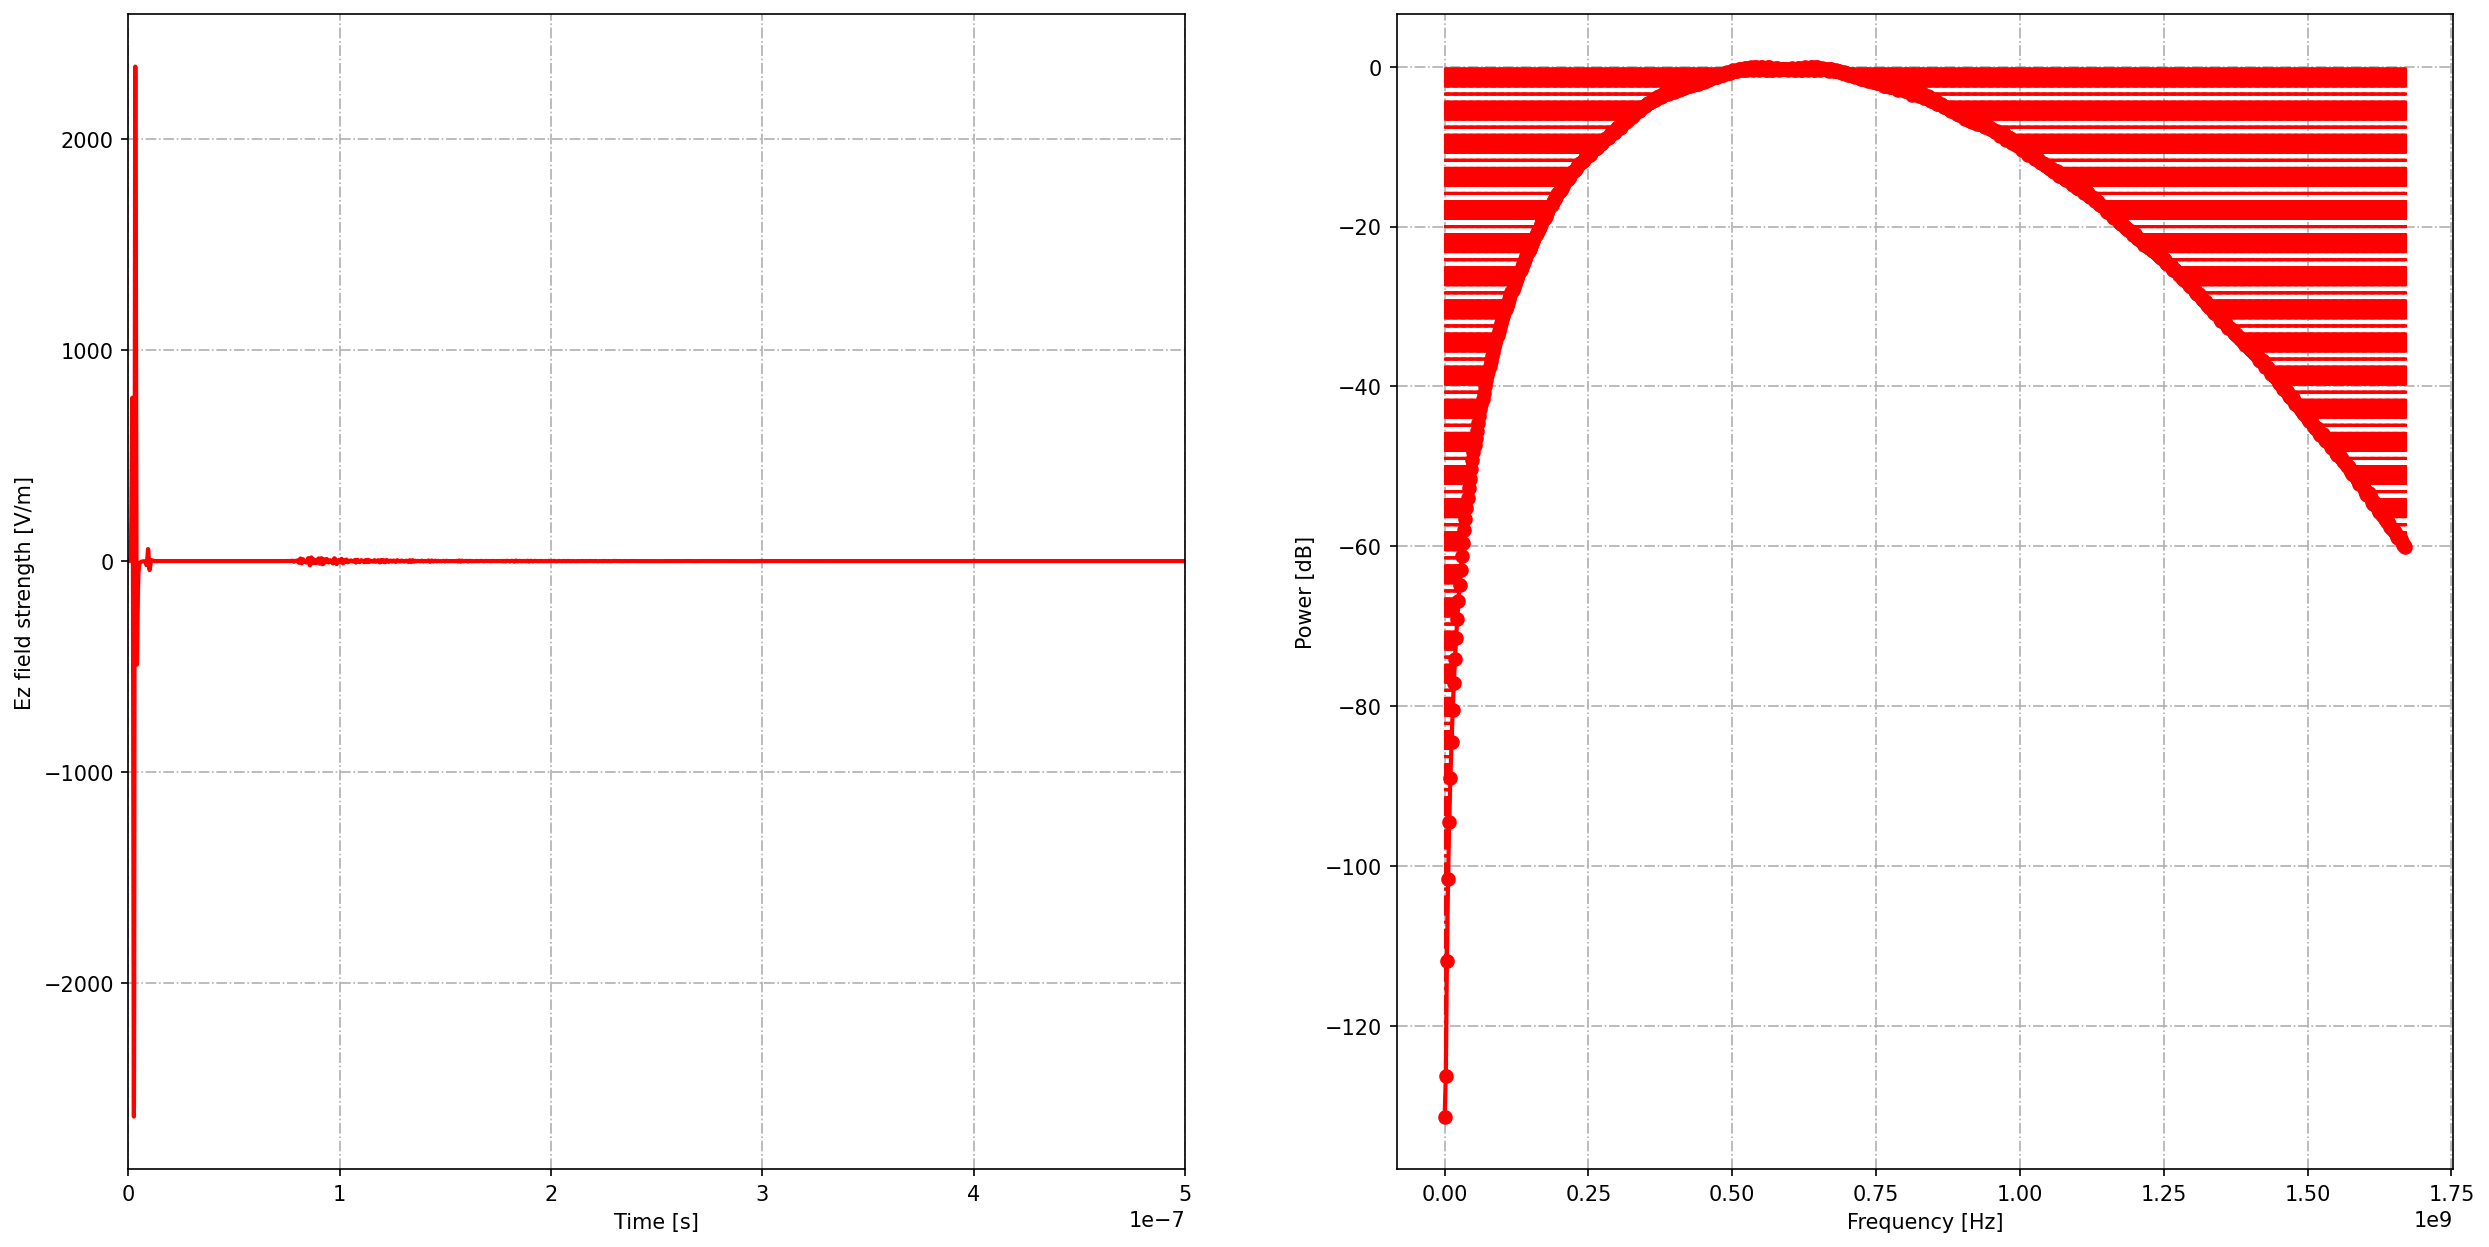 2000
1000
0
−1000
−2000
Ez field strength [V/m]
0 1 2 3 4 5
Time [s]
1e−7
0
−20
−40
−60
−80
−100
−120
Power [dB]
0.00 0.25 0.50 0.75 1.00 1.25 1.50 1.75
Frequency [Hz]
1e9